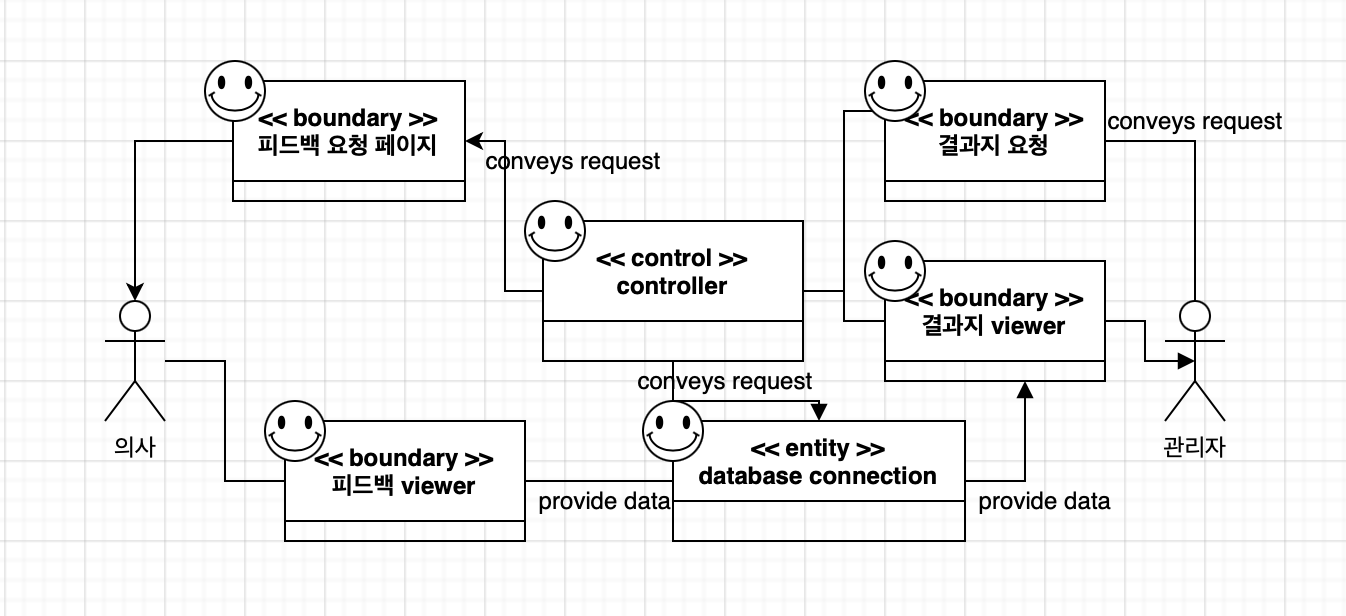 << boundary >>
피드백 요청 페이지
conveys request
<< boundary >>
결과지 요청
conveys request
<< control >>
controller
<< boundary >>
결과지 viewer
conveys request
의사
<< boundary >>
피드백 viewer
provide data
<< entity >>
database connection
provide data
관리자